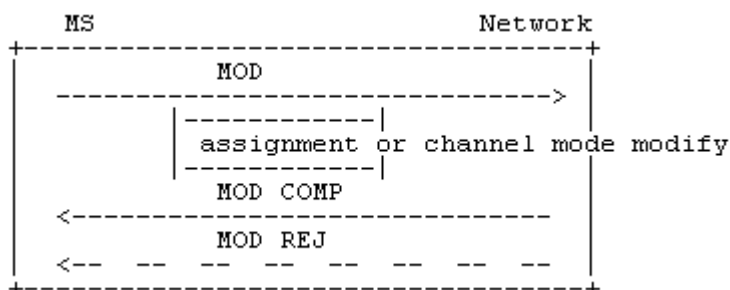 MS Network
MOD
assignment or channel mode modify
MOD COMP
MOD REJ